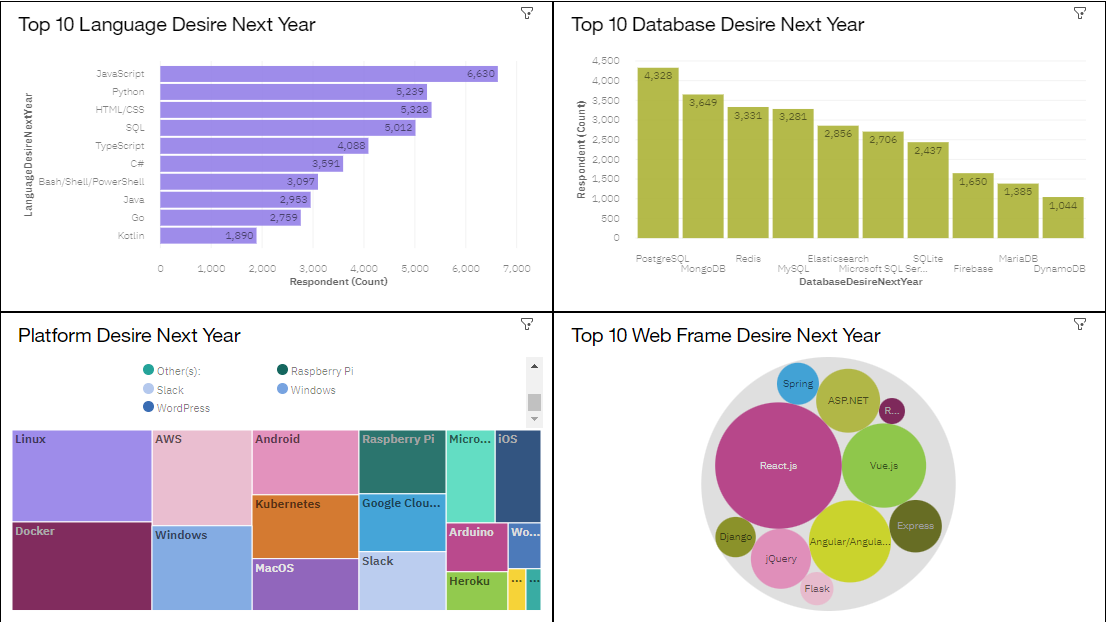 Top 10 Language Desire Next Year
LanguageDesireNextYear
JavaScript 6,630
Python 5,239
HTML/CSS 5,328
SQL 5,012
TypeScript 4,088
C# 3,591
Bash/Shell/PowerShell 3,097
Java 2,953
Go 2,759
Kotlin 1,890
0 1,000 2,000 3,000 4,000 5,000 6,000 7,000
Respondent (Count)
Top 10 Database Desire Next Year
Respondent (Count)
4,500
4,000
3,500
3,000
2,500
2,000
1,500
1,000
500
0
4,328 3,649 3,331 3,281 2,856 2,706 2,437 1,650 1,385 1,044
PostgreSQL Redis Elasticsearch SQLite MariaDB
MongoDB MySQL Microsoft SQL Ser... Firebase DynamoDB
DatabaseDesireNextYear
Platform Desire Next Year
Other(s): Raspberry Pi
Slack Windows
WordPress
Linux AWS Android Raspberry Pi Micro... iOS
Kubernetes Google Clou...
Docker Windows Arduino Wo...
MacOS Slack
Heroku ... ...
Top 10 Web Frame Desire Next Year
Spring
ASP.NET
R...
React.js Vue.js
Express
Django Angular/Angula...
jQuery
Flask